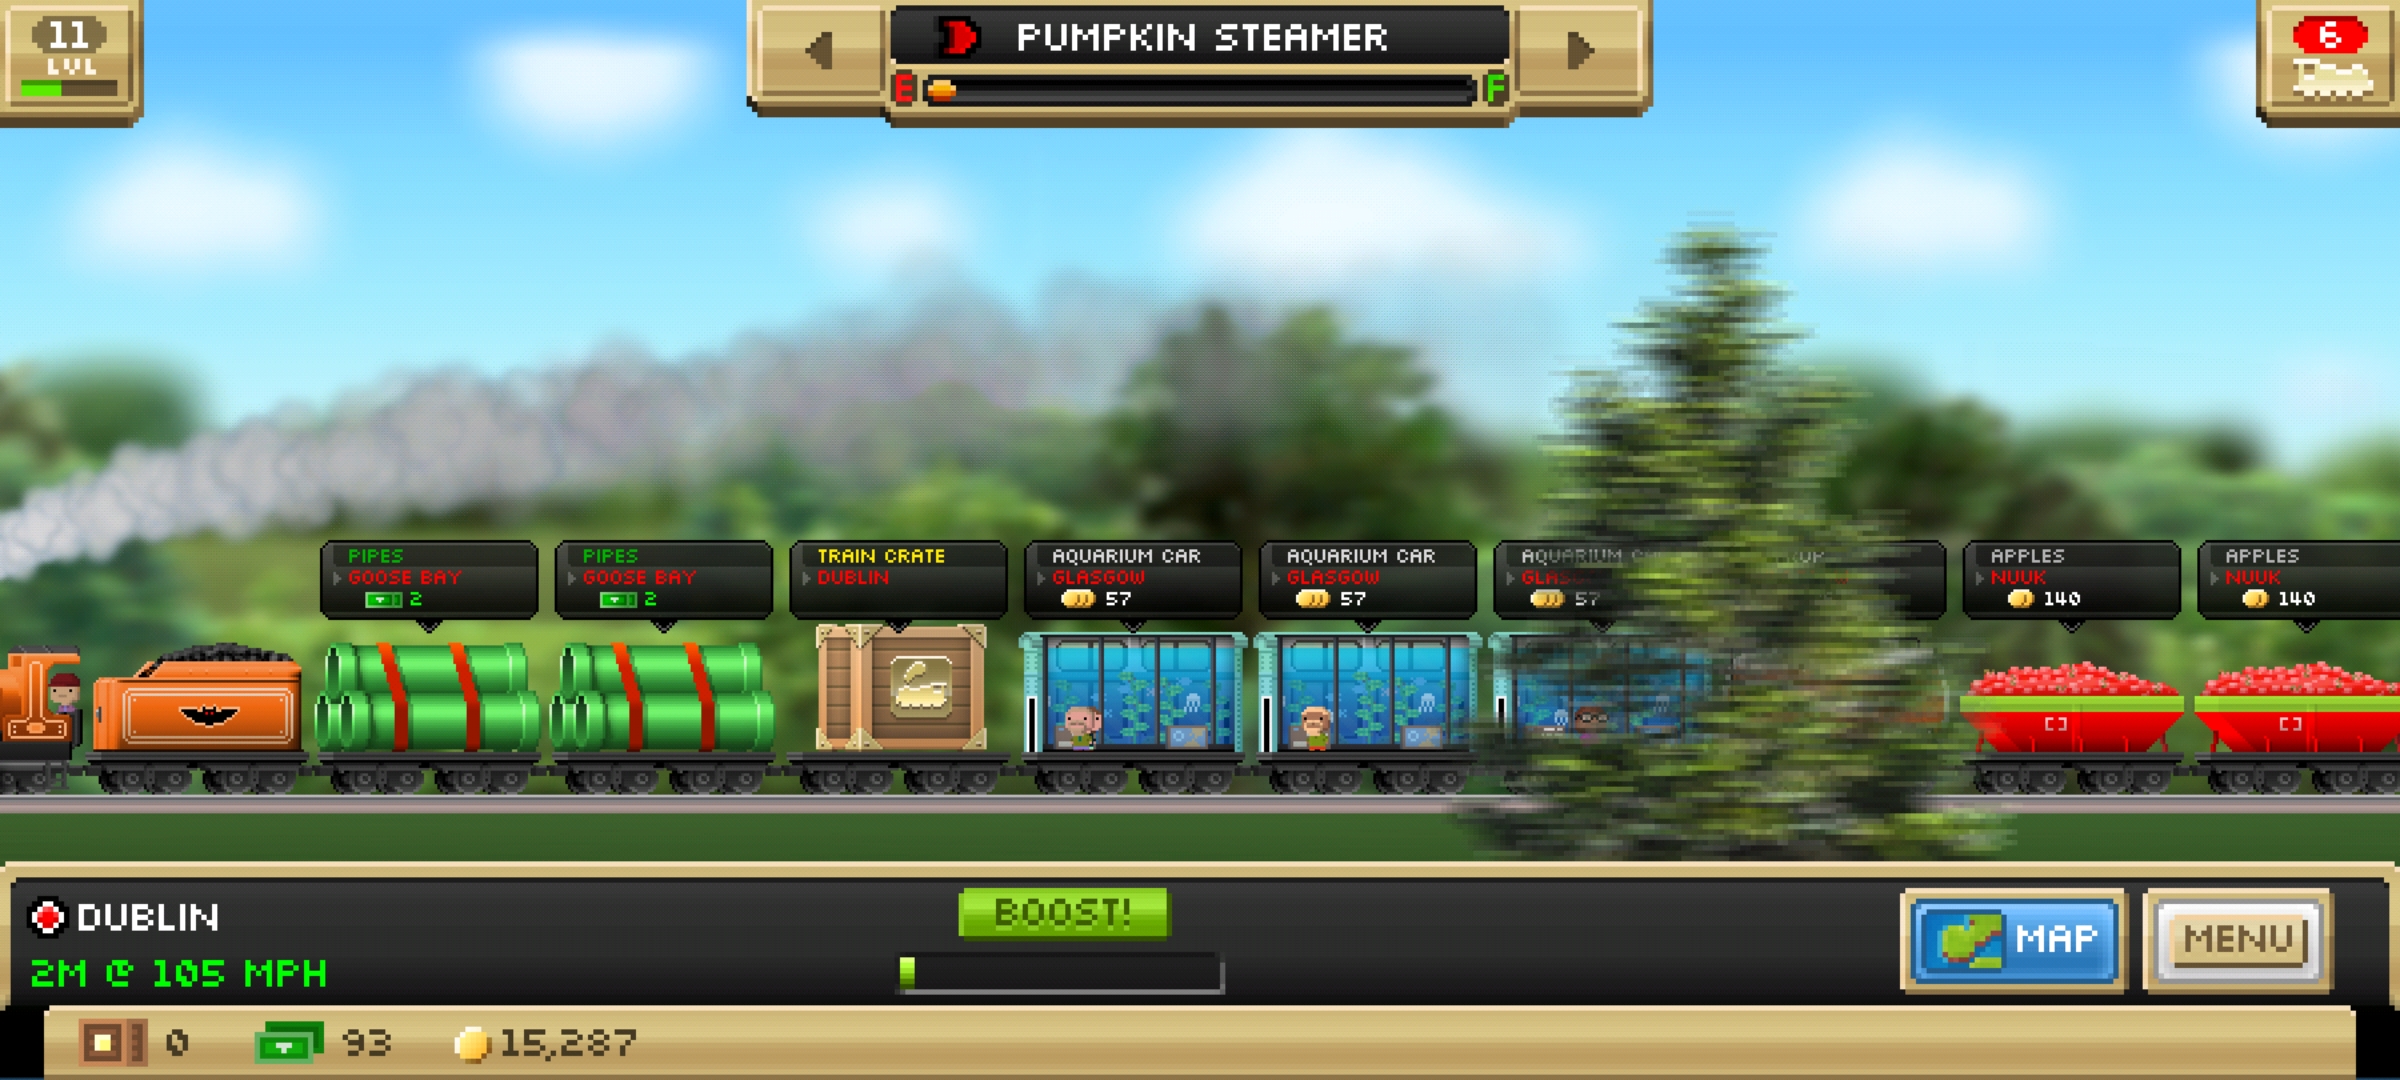 11
LVL
PUMPKIN STEAMER
E
F
6
PIPES
GOOSE BAY
2
PIPES
GOOSE BAY
2
TRAIN CRATE
DUBLIN
AQUARIUM CAR
GLASGOW
57
AQUARIUM CAR
GLASGOW
57
AQUARIUM
57
APPLES
NUUK
140
APPLES
NUUK
140
DUBLIN
2M @ 105 MPH
BOOST!
MAP
MENU
0
93
15,287